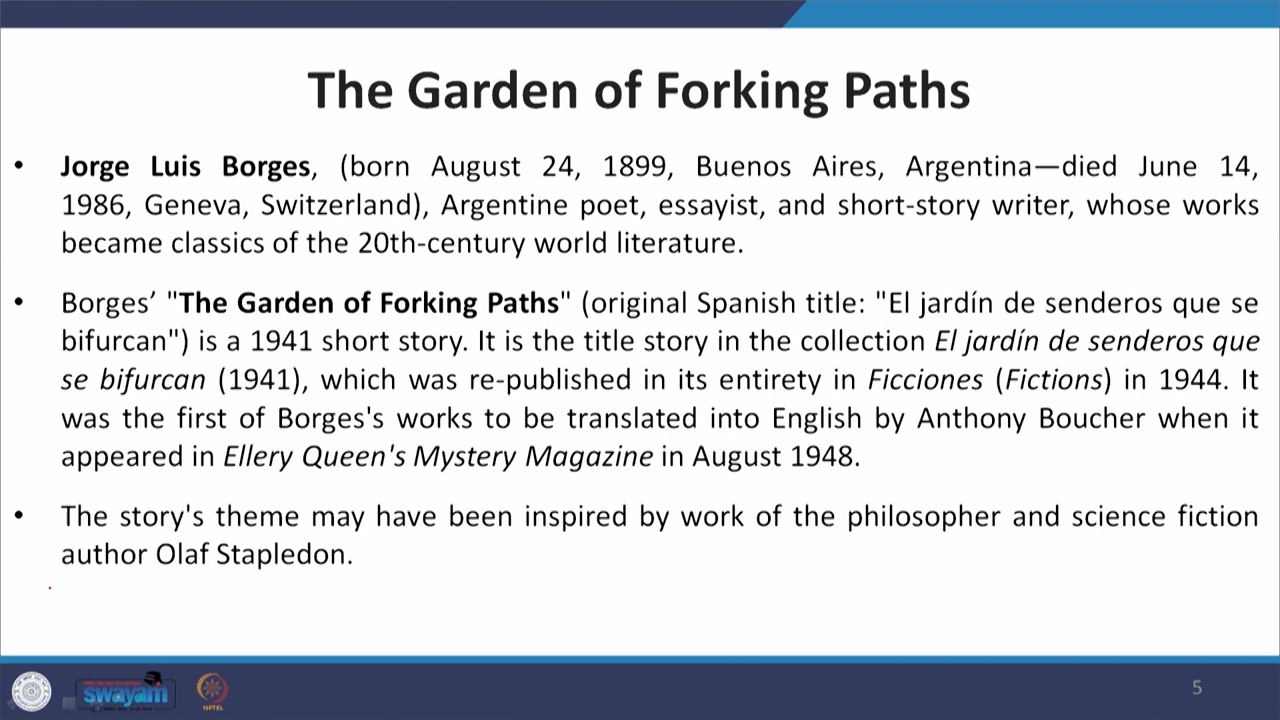 The Garden of Forking Paths
• Jorge Luis Borges, (born August 24, 1899, Buenos Aires, Argentina—died June 14,
1986, Geneva, Switzerland), Argentine poet, essayist, and short-story writer, whose works
became classics of the 20th-century world literature.
• Borges’ "The Garden of Forking Paths" (original Spanish title: "El jardín de senderos que se
bifurcan") is a 1941 short story. It is the title story in the collection El jardín de senderos que
se bifurcan (1941), which was re-published in its entirety in Ficciones (Fictions) in 1944. It
was the first of Borges's works to be translated into English by Anthony Boucher when it
appeared in Ellery Queen's Mystery Magazine in August 1948.
• The story's theme may have been inspired by work of the philosopher and science fiction
author Olaf Stapledon.
swayam
NPTEL
5